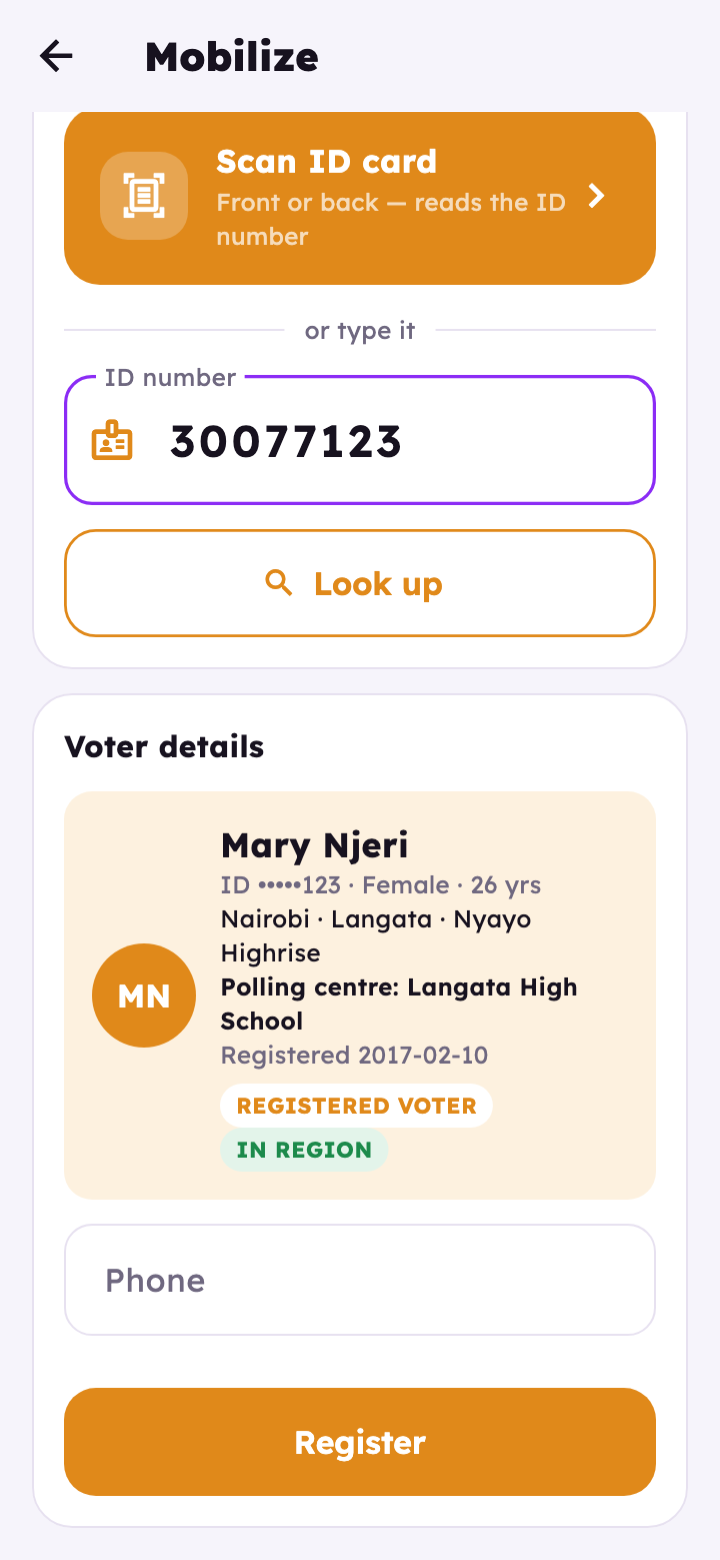 Mobilize
Scan ID card
Front or back — reads the ID
number
or type it
ID number
30077123
Look up
Voter details
MN
Mary Njeri
ID •••••123 · Female · 26 yrs
Nairobi · Langata · Nyayo
Highrise
Polling centre: Langata High
School
Registered 2017-02-10
REGISTERED VOTER
IN REGION
Phone
Register